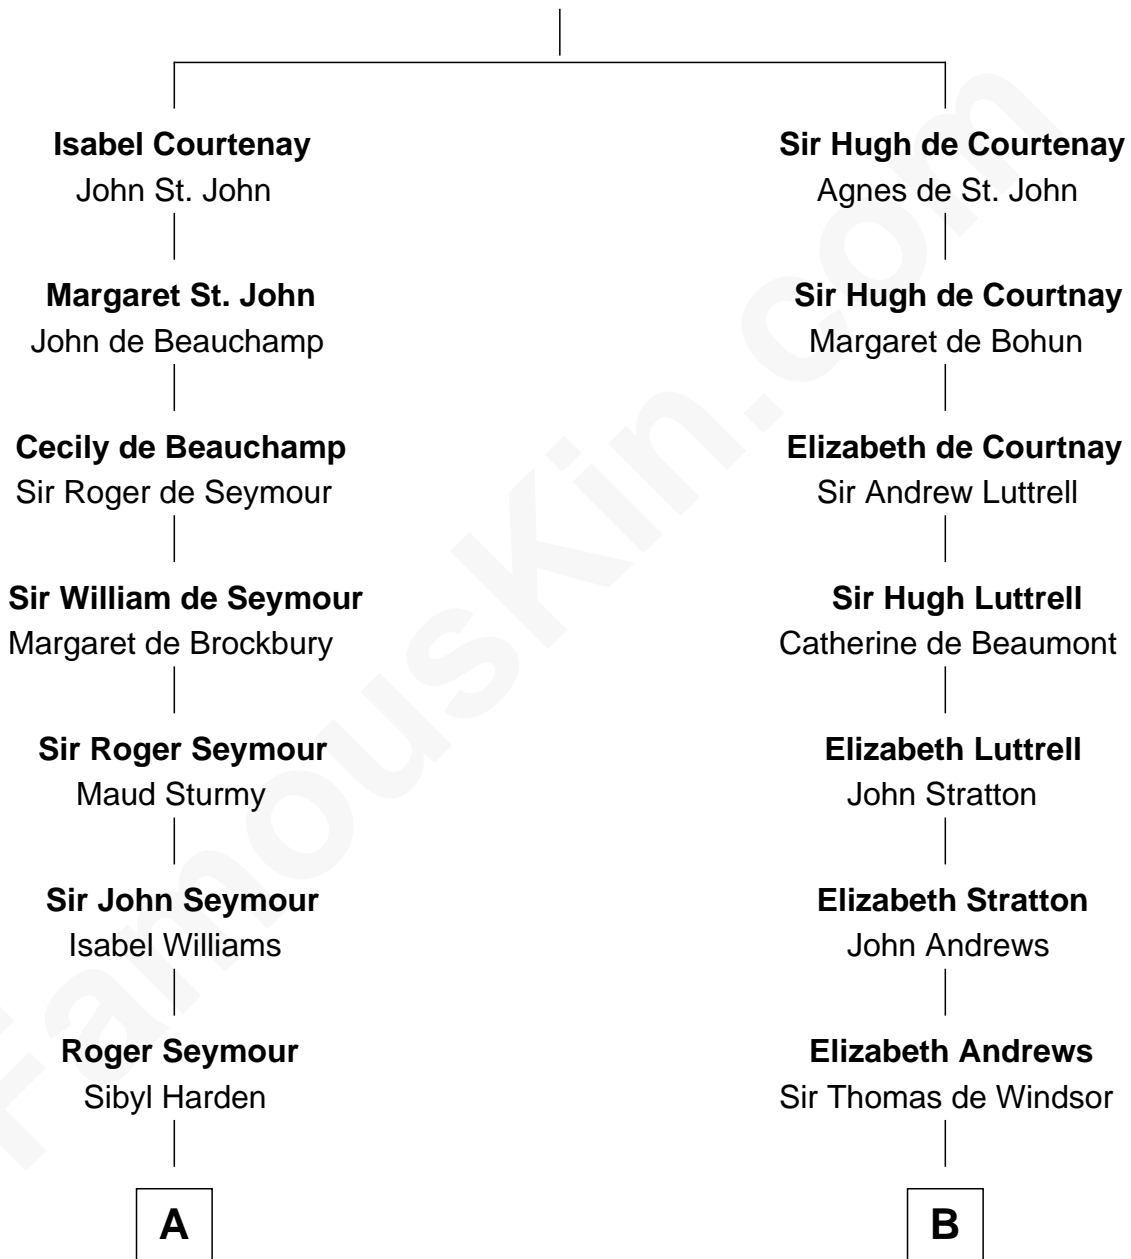 Isabel Courtenay
John St. John
Margaret St. John
John de Beauchamp
Cecily de Beauchamp
Sir Roger de Seymour
Sir William de Seymour
Margaret de Brockbury
Sir Roger Seymour
Maud Sturmy
Sir John Seymour
Isabel Williams
Roger Seymour
Sibyl Harden
A
Sir Hugh de Courtenay
Agnes de St. John
Sir Hugh de Courtnay
Margaret de Bohun
Elizabeth de Courtnay
Sir Andrew Luttrell
Sir Hugh Luttrell
Catherine de Beaumont
Elizabeth Luttrell
John Stratton
Elizabeth Stratton
John Andrews
Elizabeth Andrews
Sir Thomas de Windsor
B
FamousKin.com